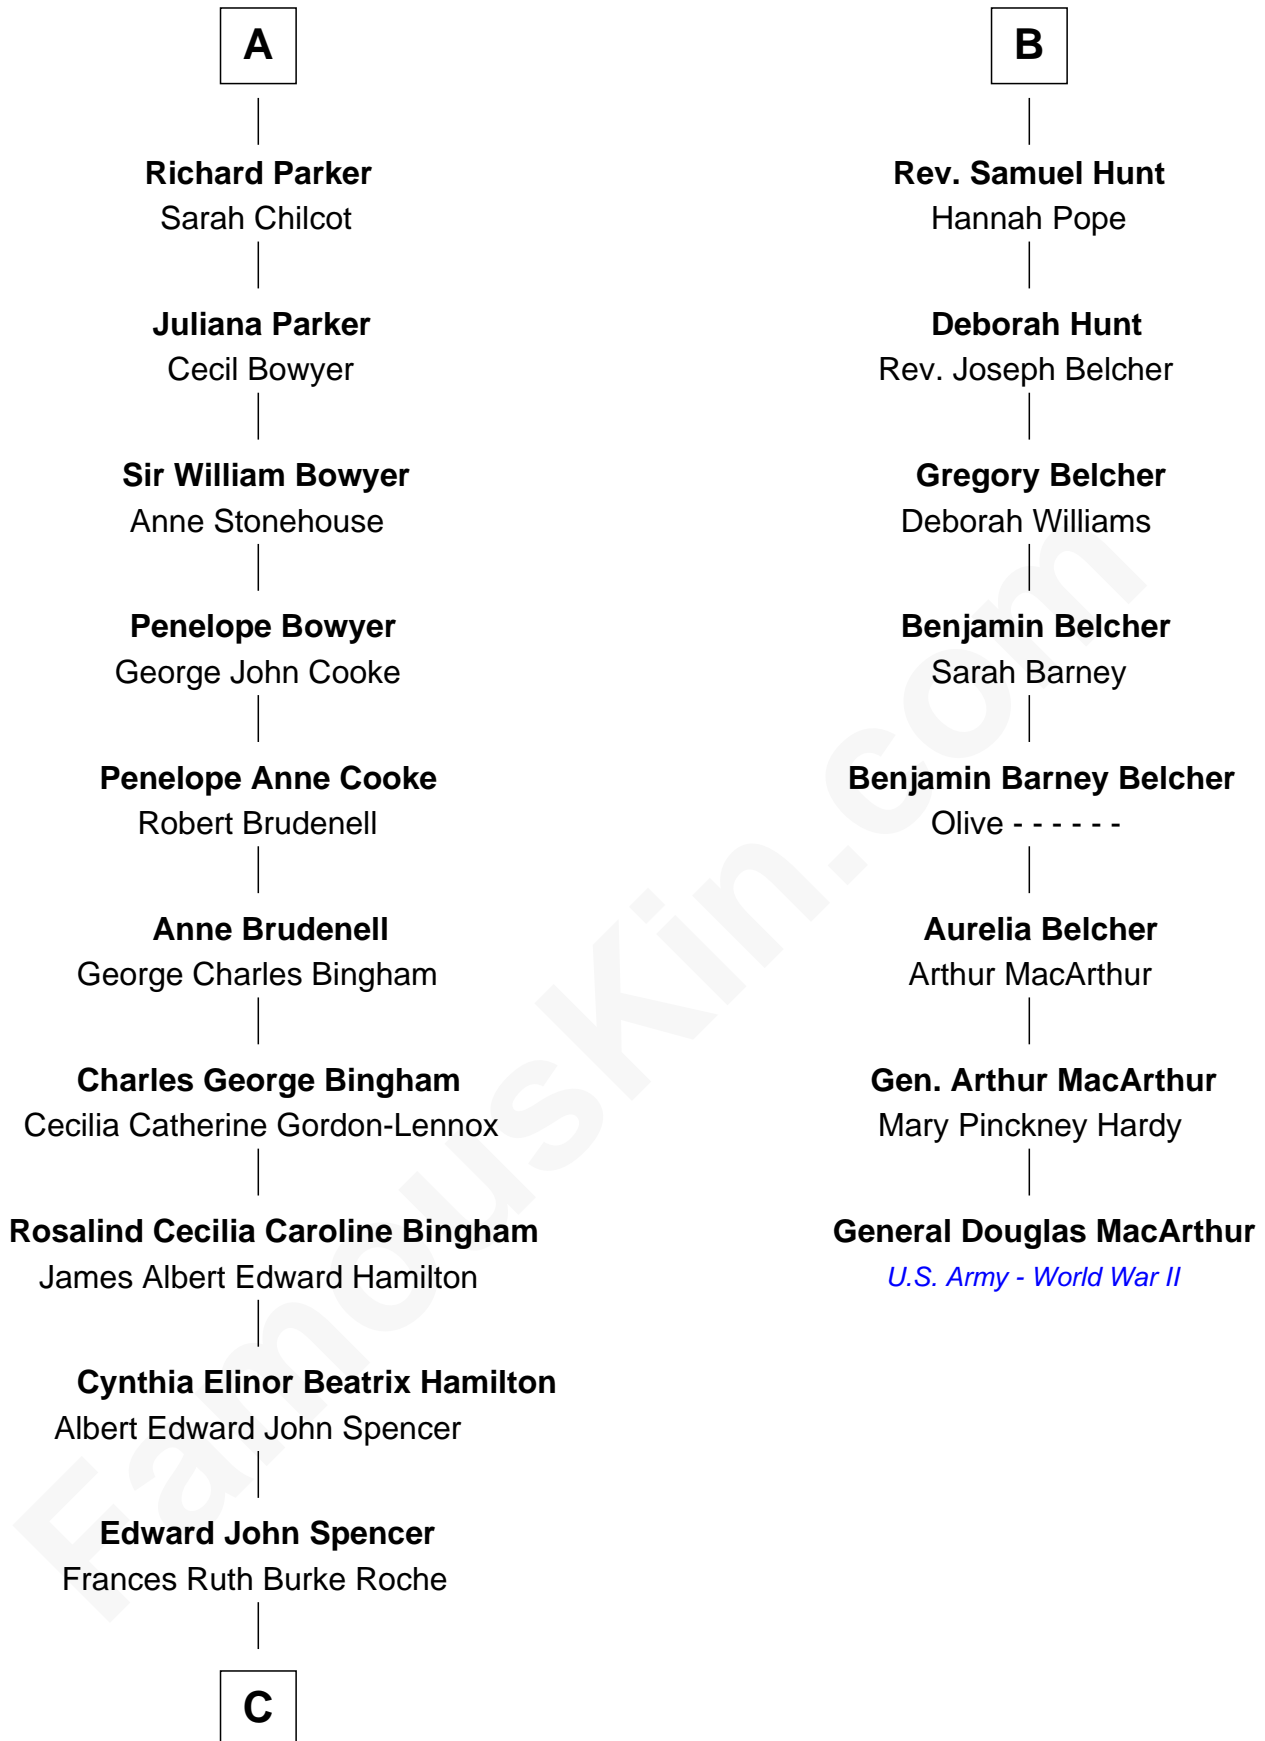 A
Richard Parker
Sarah Chilcot
Juliana Parker
Cecil Bowyer
Sir William Bowyer
Anne Stonehouse
Penelope Bowyer
George John Cooke
Penelope Anne Cooke
Robert Brudenell
Anne Brudenell
George Charles Bingham
Charles George Bingham
Cecilia Catherine Gordon-Lennox
Rosalind Cecilia Caroline Bingham
James Albert Edward Hamilton
Cynthia Elinor Beatrix Hamilton
Albert Edward John Spencer
Edward John Spencer
Frances Ruth Burke Roche
C
B
Rev. Samuel Hunt
Hannah Pope
Deborah Hunt
Rev. Joseph Belcher
Gregory Belcher
Deborah Williams
Benjamin Belcher
Sarah Barney
Benjamin Barney Belcher
Olive - - - - - -
Aurelia Belcher
Arthur MacArthur
Gen. Arthur MacArthur
Mary Pinckney Hardy
General Douglas MacArthur
U.S. Army - World War II
FamousKin.com